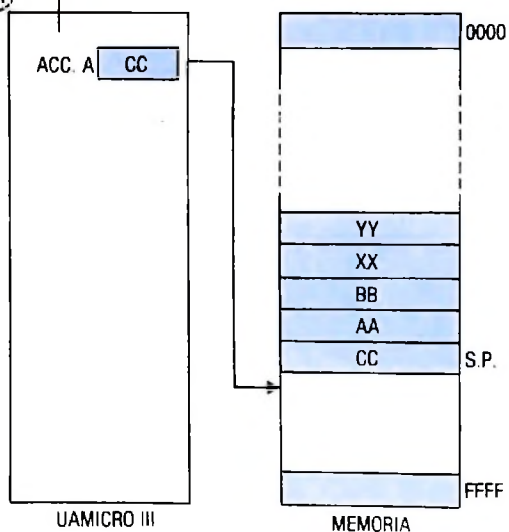 0000
ACC. A CC
YY
XX
BB
AA
CC S.P.
FFFF
UAMICRO III
MEMORIA